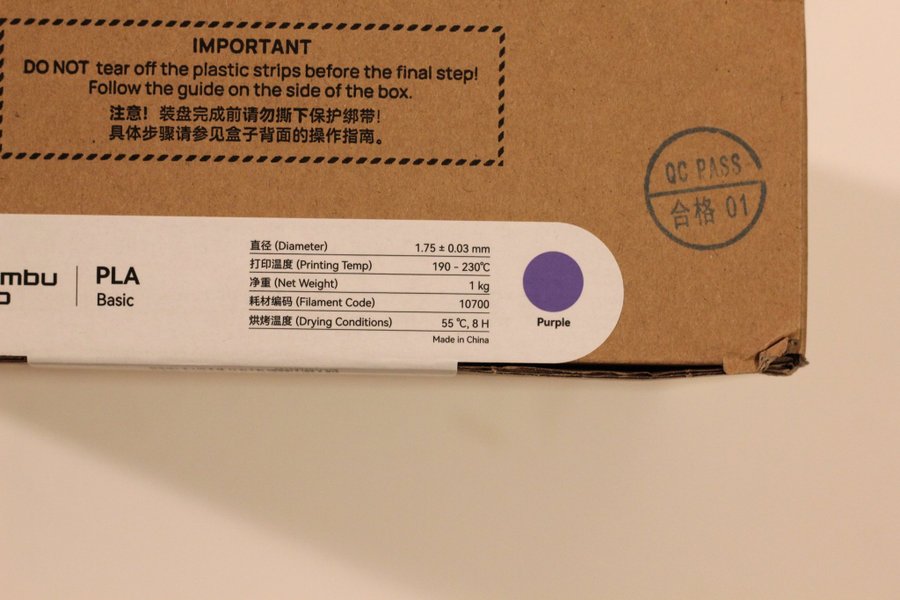 IMPORTANT
DO NOT tear off the plastic strips before the final step!
Follow the guide on the side of the box.
注意！装盘完成前请勿撕下保护绑带！
具体步骤请参见盒子背面的操作指南。
QC PASS
合格 01
mbu
PLA
Basic
直径 (Diameter) 1.75 ± 0.03 mm
打印温度 (Printing Temp) 190 - 230℃
净重 (Net Weight) 1 kg
耗材编码 (Filament Code) 10700
烘烤温度 (Drying Conditions) 55 ℃, 8 H
Made in China
Purple